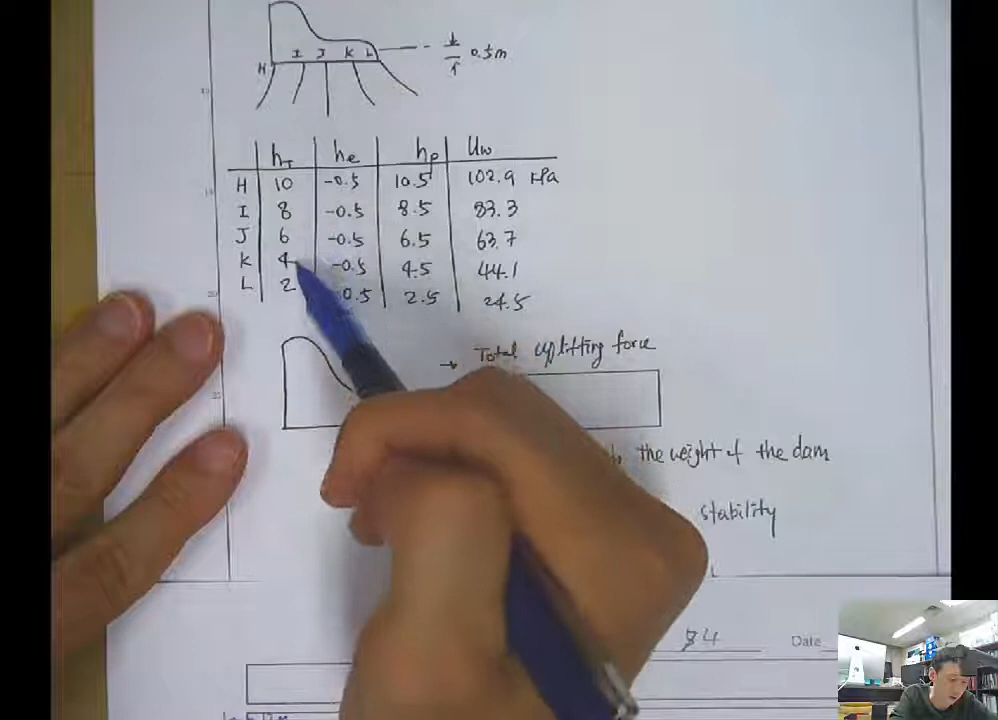 I J K L
H
0.5m
hT he hp Uw
H 10 -0.5 10.5 102.9 kPa
I 8 -0.5 8.5 83.3
J 6 -0.5 6.5 63.7
K 4 -0.5 4.5 44.1
L 2 0.5 2.5 24.5
→ Total uplifting force
the weight of the dam
stability
4
Date